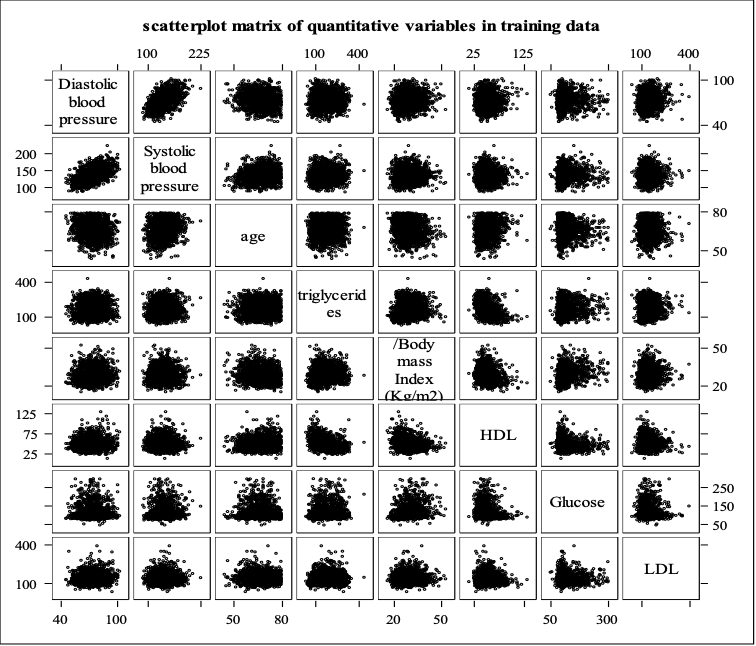 scatterplot matrix of quantitative variables in training data
100 225 100 400 25 125 100 400
Diastolic
blood
pressure
100
40
Systolic
blood
pressure
200
150
100
age
80
50
triglycerid
es
400
100
/Body
mass
Index
(Kg/m2)
50
20
125
75
25
HDL
Glucose
250
150
50
400
100
LDL
40 100 50 80 20 50 50 300